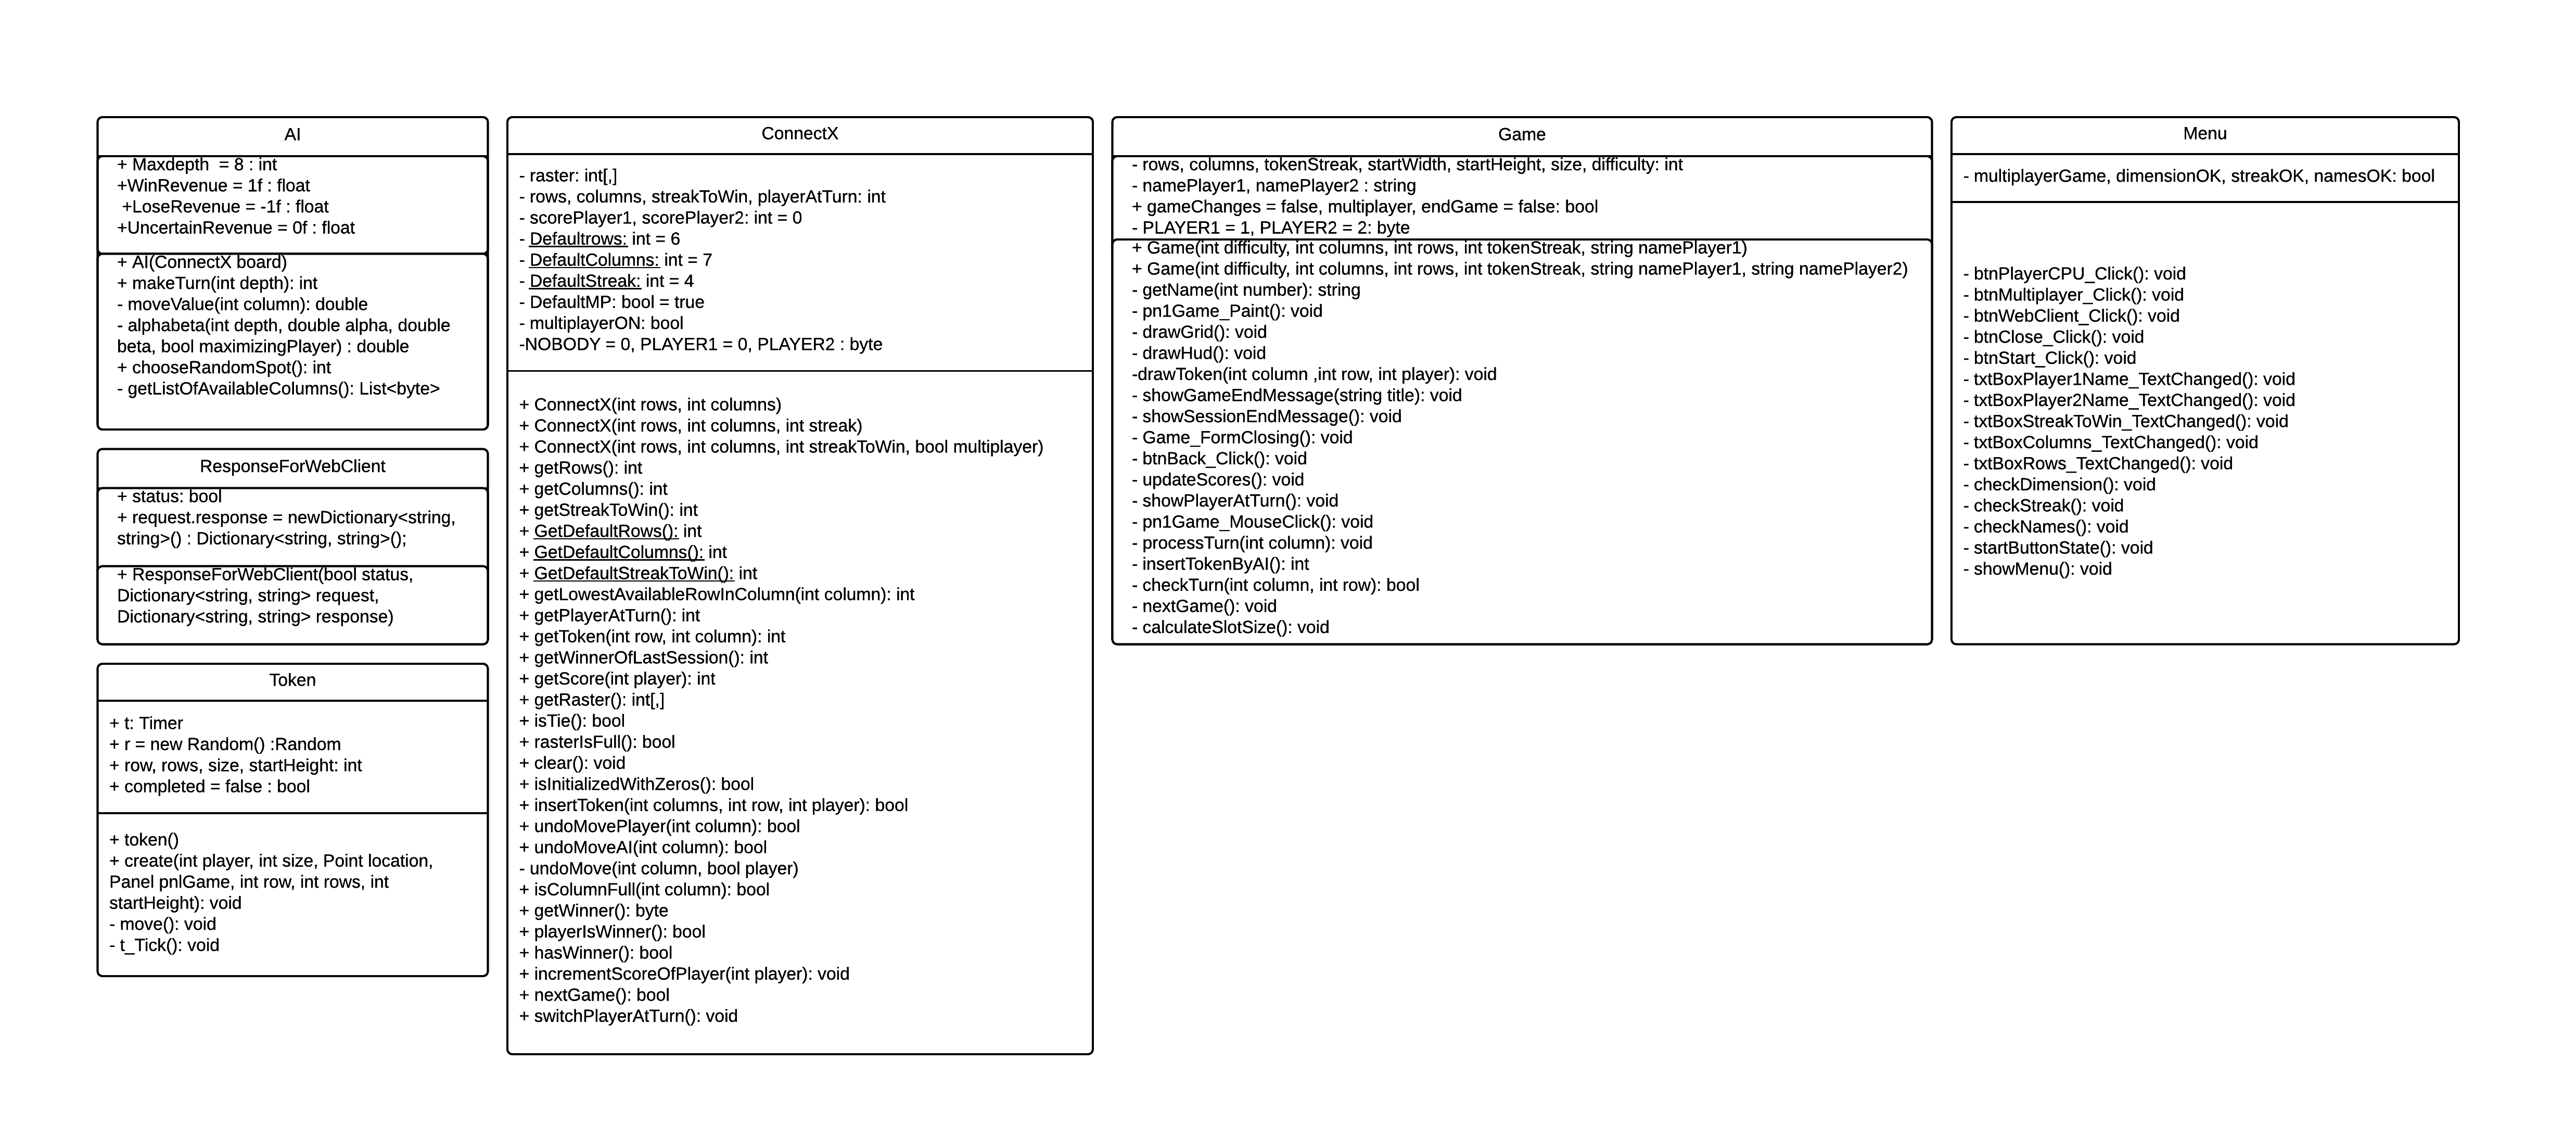 AI
+ Maxdepth  = 8 : int
+WinRevenue = 1f : float
+LoseRevenue = -1f : float
+UncertainRevenue = 0f : float
+ AI(ConnectX board)
+ makeTurn(int depth): int
- moveValue(int column): double
- alphabeta(int depth, double alpha, double
beta, bool maximizingPlayer) : double
+ chooseRandomSpot(): int
- getListOfAvailableColumns(): List<byte>
ResponseForWebClient
+ status: bool
+ request.response = newDictionary<string,
string>() : Dictionary<string, string>();
+ ResponseForWebClient(bool status,
Dictionary<string, string> request,
Dictionary<string, string> response)
Token
+ t: Timer
+ r = new Random() :Random
+ row, rows, size, startHeight: int
+ completed = false : bool
+ token()
+ create(int player, int size, Point location,
Panel pnlGame, int row, int rows, int
startHeight): void
- move(): void
- t_Tick(): void
ConnectX
- raster: int[,]
- rows, columns, streakToWin, playerAtTurn: int
- scorePlayer1, scorePlayer2: int = 0
- Defaultrows: int = 6
- DefaultColumns: int = 7
- DefaultStreak: int = 4
- DefaultMP: bool = true
- multiplayerON: bool
-NOBODY = 0, PLAYER1 = 0, PLAYER2 : byte
+ ConnectX(int rows, int columns)
+ ConnectX(int rows, int columns, int streak)
+ ConnectX(int rows, int columns, int streakToWin, bool multiplayer)
+ getRows(): int
+ getColumns(): int
+ getStreakToWin(): int
+ GetDefaultRows(): int
+ GetDefaultColumns(): int
+ GetDefaultStreakToWin(): int
+ getLowestAvailableRowInColumn(int column): int
+ getPlayerAtTurn(): int
+ getToken(int row, int column): int
+ getWinnerOfLastSession(): int
+ getScore(int player): int
+ getRaster(): int[,]
+ isTie(): bool
+ rasterIsFull(): bool
+ clear(): void
+ isInitializedWithZeros(): bool
+ insertToken(int columns, int row, int player): bool
+ undoMovePlayer(int column): bool
+ undoMoveAI(int column): bool
- undoMove(int column, bool player)
+ isColumnFull(int column): bool
+ getWinner(): byte
+ playerIsWinner(): bool
+ hasWinner(): bool
+ incrementScoreOfPlayer(int player): void
+ nextGame(): bool
+ switchPlayerAtTurn(): void
Game
- rows, columns, tokenStreak, startWidth, startHeight, size, difficulty: int
- namePlayer1, namePlayer2 : string
+ gameChanges = false, multiplayer, endGame = false: bool
- PLAYER1 = 1, PLAYER2 = 2: byte
+ Game(int difficulty, int columns, int rows, int tokenStreak, string namePlayer1)
+ Game(int difficulty, int columns, int rows, int tokenStreak, string namePlayer1, string namePlayer2)
- getName(int number): string
- pn1Game_Paint(): void
- drawGrid(): void
- drawHud(): void
-drawToken(int column ,int row, int player): void
- showGameEndMessage(string title): void
- showSessionEndMessage(): void
- Game_FormClosing(): void
- btnBack_Click(): void
- updateScores(): void
- showPlayerAtTurn(): void
- pn1Game_MouseClick(): void
- processTurn(int column): void
- insertTokenByAI(): int
- checkTurn(int column, int row): bool
- nextGame(): void
- calculateSlotSize(): void
Menu
- multiplayerGame, dimensionOK, streakOK, namesOK: bool
- btnPlayerCPU_Click(): void
- btnMultiplayer_Click(): void
- btnWebClient_Click(): void
- btnClose_Click(): void
- btnStart_Click(): void
- txtBoxPlayer1Name_TextChanged(): void
- txtBoxPlayer2Name_TextChanged(): void
- txtBoxStreakToWin_TextChanged(): void
- txtBoxColumns_TextChanged(): void
- txtBoxRows_TextChanged(): void
- checkDimension(): void
- checkStreak(): void
- checkNames(): void
- startButtonState(): void
- showMenu(): void